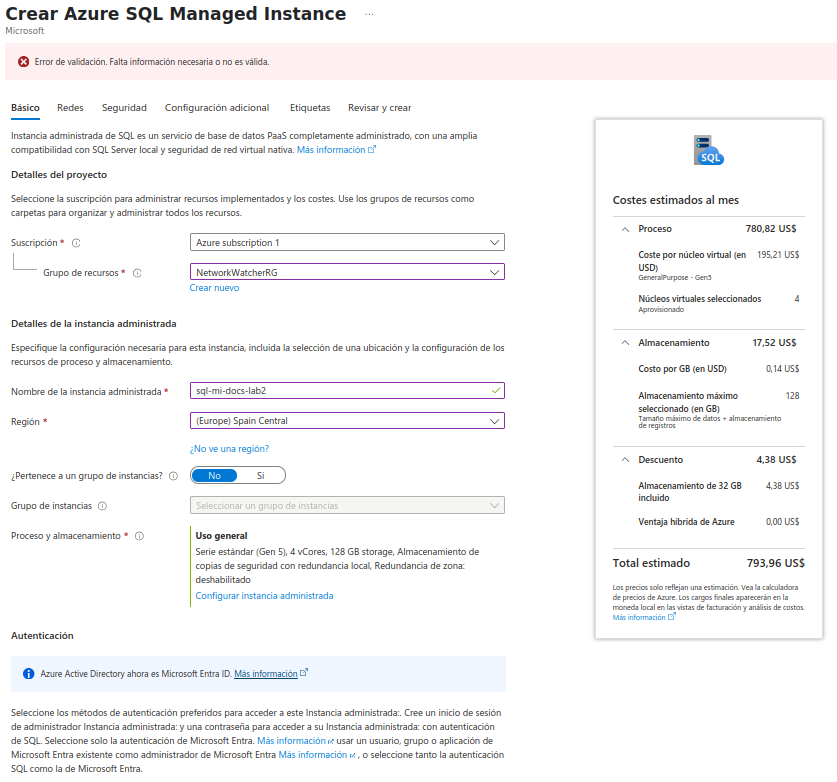 Crear Azure SQL Managed Instance ...
Microsoft
Error de validación. Falta información necesaria o no es válida.
Básico Redes Seguridad Configuración adicional Etiquetas Revisar y crear
Instancia administrada de SQL es un servicio de base de datos PaaS completamente administrado, con una amplia
compatibilidad con SQL Server local y seguridad de red virtual nativa. Más información
Detalles del proyecto
Seleccione la suscripción para administrar recursos implementados y los costes. Use los grupos de recursos como
carpetas para organizar y administrar todos los recursos.
Suscripción *
Azure subscription 1
Grupo de recursos *
NetworkWatcherRG
Crear nuevo
Detalles de la instancia administrada
Especifique la configuración necesaria para esta instancia, incluida la selección de una ubicación y la configuración de los
recursos de proceso y almacenamiento.
Nombre de la instancia administrada *
sql-mi-docs-lab2
Región *
(Europe) Spain Central
¿No ve una región?
¿Pertenece a un grupo de instancias?
No Si
Grupo de instancias
Seleccionar un grupo de instancias
Proceso y almacenamiento *
Uso general
Serie estándar (Gen 5), 4 vCores, 128 GB storage, Almacenamiento de
copias de seguridad con redundancia local, Redundancia de zona:
deshabilitado
Configurar instancia administrada
Autenticación
Azure Active Directory ahora es Microsoft Entra ID. Más información
Seleccione los métodos de autenticación preferidos para acceder a este Instancia administrada:. Cree un inicio de sesión
de administrador Instancia administrada: y una contraseña para acceder a su Instancia administrada: con autenticación
de SQL. Seleccione solo la autenticación de Microsoft Entra. Más información usar un usuario, grupo o aplicación de
Microsoft Entra existente como administrador de Microsoft Entra Más información , o seleccione tanto la autenticación
SQL como la de Microsoft Entra.
SQL
Costes estimados al mes
Proceso 780,82 US$
Coste por núcleo virtual (en 195,21 US$
USD)
GeneralPurpose - Gen5
Núcleos virtuales seleccionados 4
Aprovisionado
Almacenamiento 17,52 US$
Costo por GB (en USD) 0,14 US$
Almacenamiento máximo 128
seleccionado (en GB)
Tamaño máximo de datos + almacenamiento
de registros
Descuento 4,38 US$
Almacenamiento de 32 GB 4,38 US$
incluido
Ventaja híbrida de Azure 0,00 US$
Total estimado 793,96 US$
Los precios solo reflejan una estimación. Vea la calculadora
de precios de Azure. Los cargos finales aparecerán en la
moneda local en las vistas de facturación y análisis de costos.
Más información